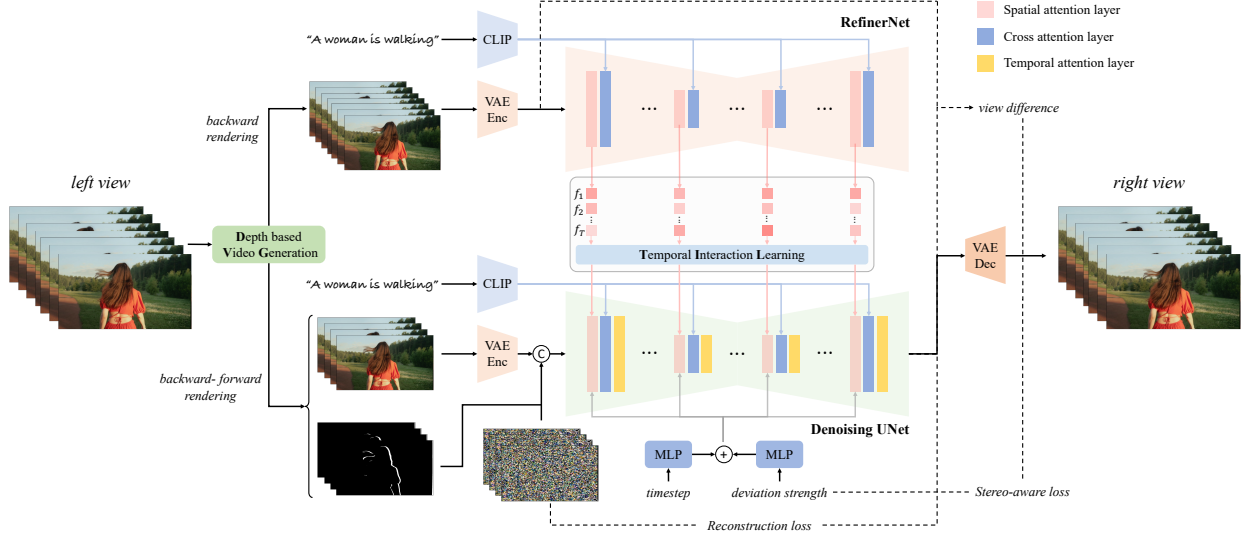 RefinerNet
Spatial attention layer
Cross attention layer
Temporal attention layer
"A woman is walking"
CLIP
VAE
Enc
...
...
...
backward
rendering
view difference
left view
right view
f1
f2
⋮
fT
⋮
⋮
⋮
Depth based
Video Generation
Temporal Interaction Learning
VAE
Dec
"A woman is walking"
CLIP
VAE
Enc
C
...
...
...
backward- forward
rendering
Denoising UNet
MLP
+
MLP
timestep
deviation strength
Stereo-aware loss
Reconstruction loss